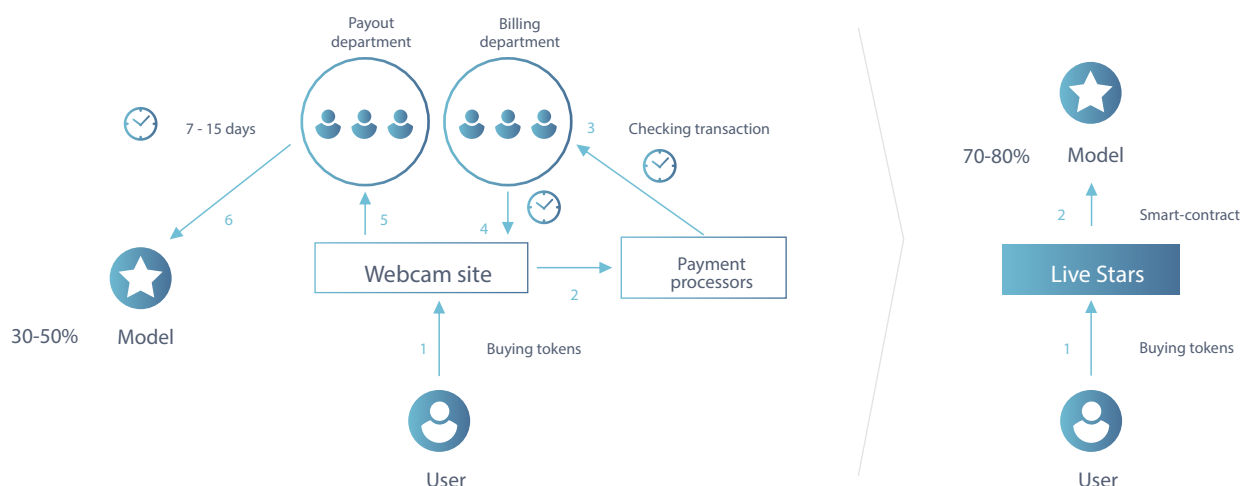 Payout
department
Billing
department
7 - 15 days
3
Checking transaction
6
5
4
Webcam site
2
Payment
processors
30-50%
Model
1
Buying tokens
User
Model
70-80%
2
Smart-contract
Live Stars
1
Buying tokens
User